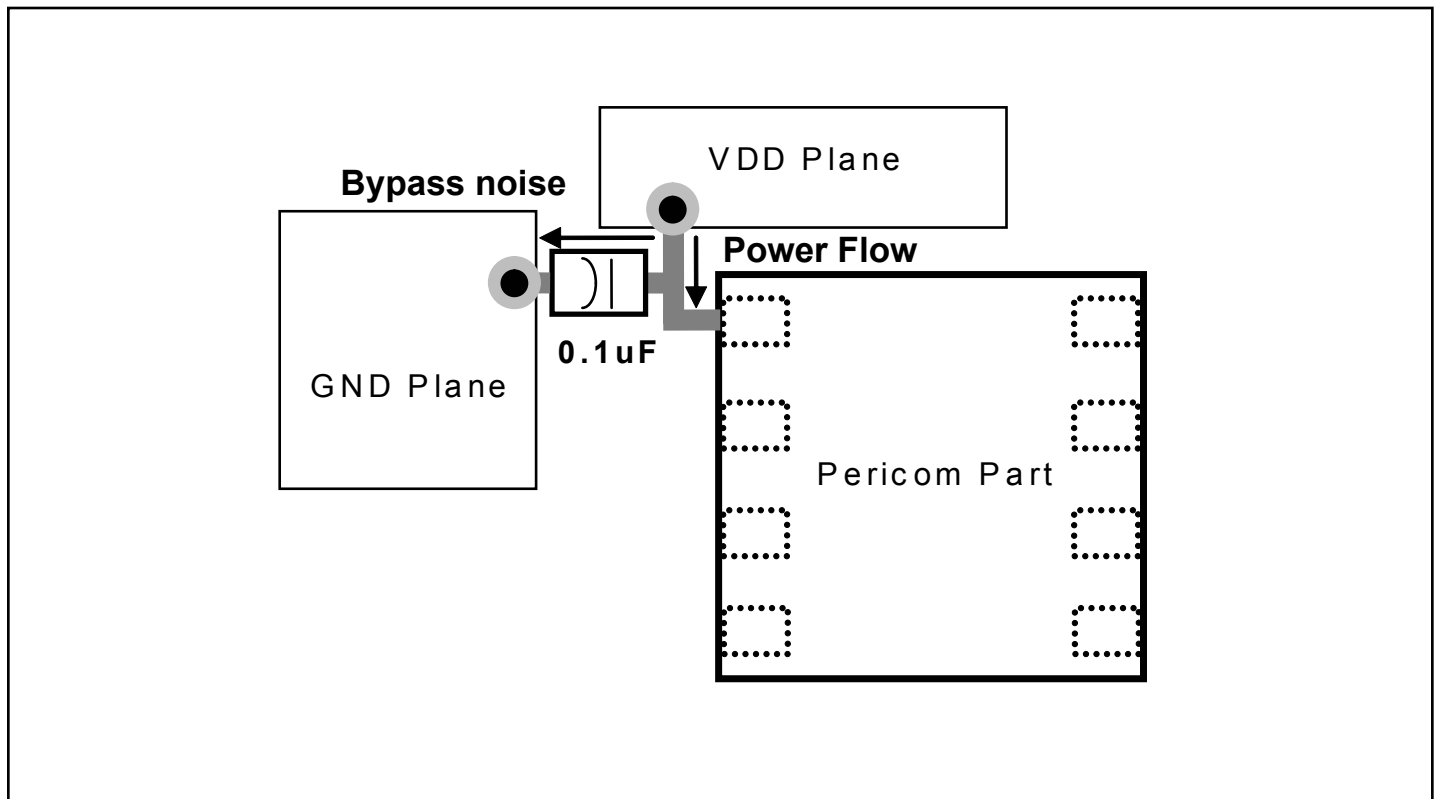 VDD Plane
Bypass noise
Power Flow
0.1uF
GND Plane
Pericom Part